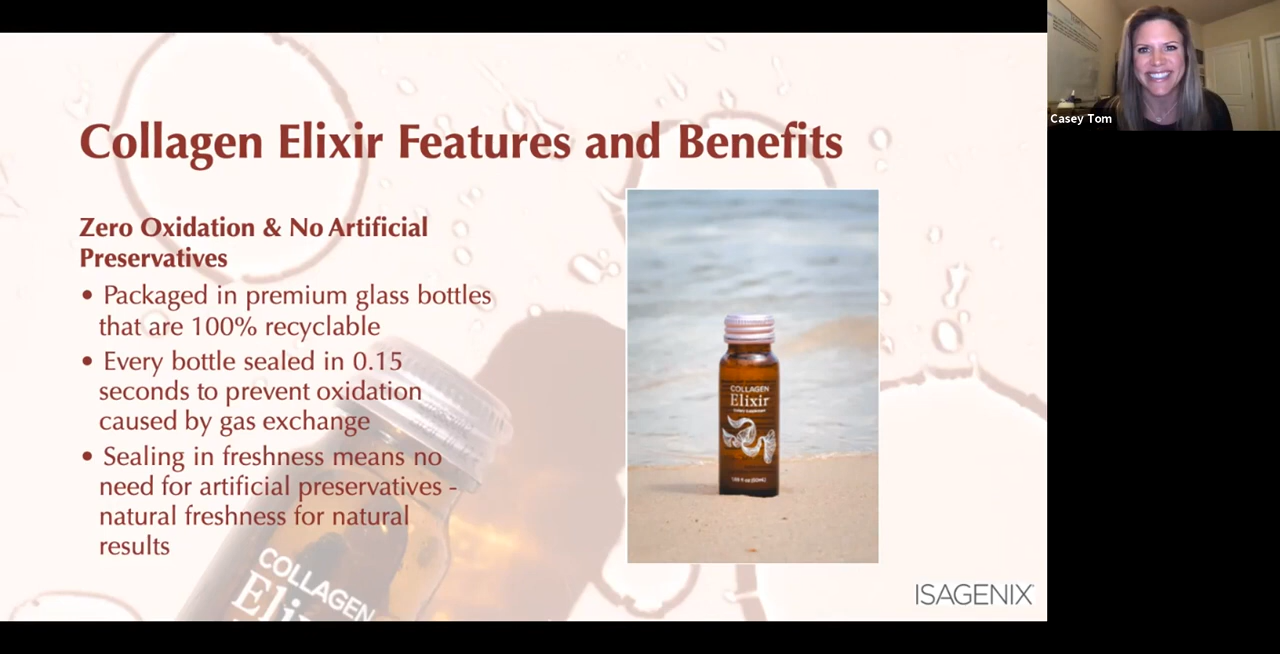 Collagen Elixir Features and Benefits
Zero Oxidation & No Artificial
Preservatives
• Packaged in premium glass bottles
that are 100% recyclable
• Every bottle sealed in 0.15
seconds to prevent oxidation
caused by gas exchange
• Sealing in freshness means no
need for artificial preservatives -
natural freshness for natural
results
COLLAGEN
Elixir
COLLAGEN
ISAGENIX
Casey Tom